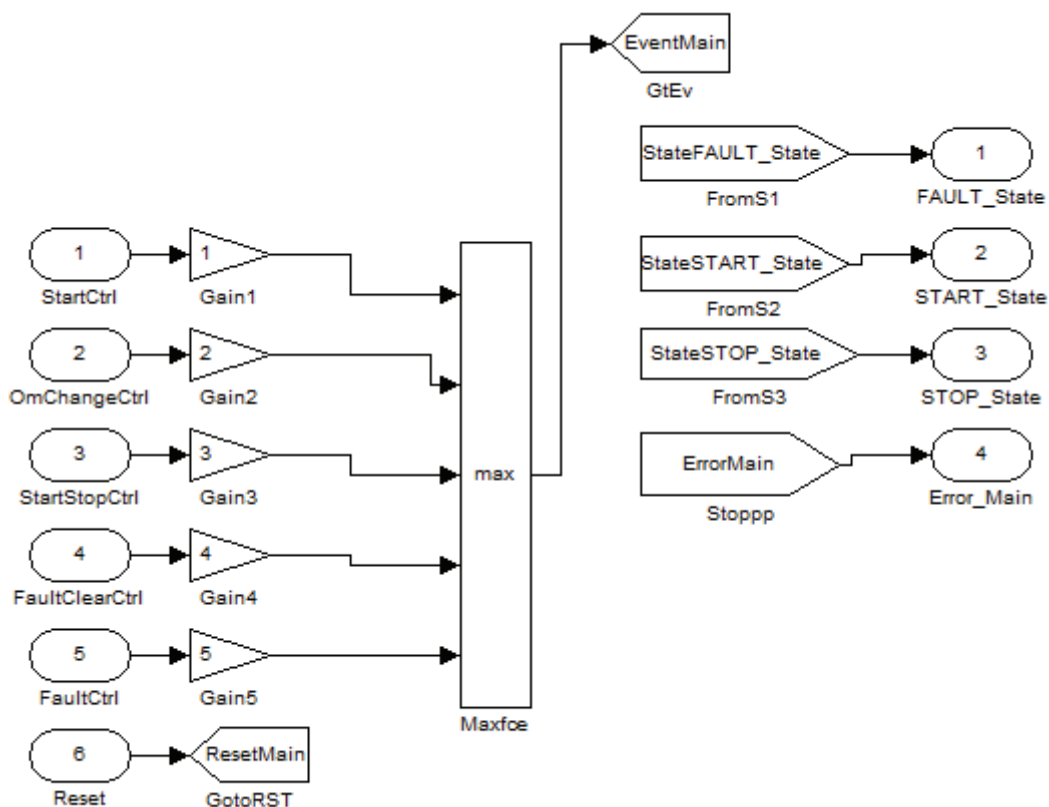 EventMain
GtEv
StateFAULT_State
1
FromS1
FAULT_State
1
1
StartCtrl
Gain1
StateSTART_State
2
FromS2
START_State
2
2
OmChangeCtrl
Gain2
StateSTOP_State
3
FromS3
STOP_State
3
3
StartStopCtrl
Gain3
max
ErrorMain
4
Stoppp
Error_Main
4
4
FaultClearCtrl
Gain4
5
5
FaultCtrl
Gain5
Maxfce
6
ResetMain
Reset
GotoRST